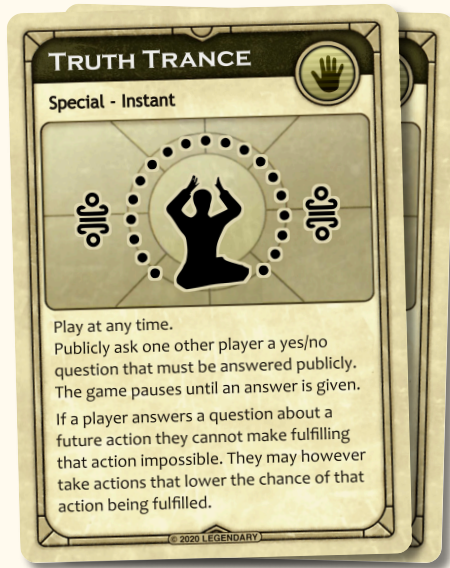 TRUTH TRANCE
Special - Instant
Play at any time.
Publicly ask one other player a yes/no
question that must be answered publicly.
The game pauses until an answer is given.
If a player answers a question about a
future action they cannot make fulfilling
that action impossible. They may however
take actions that lower the chance of that
action being fulfilled.
© 2020 LEGENDARY